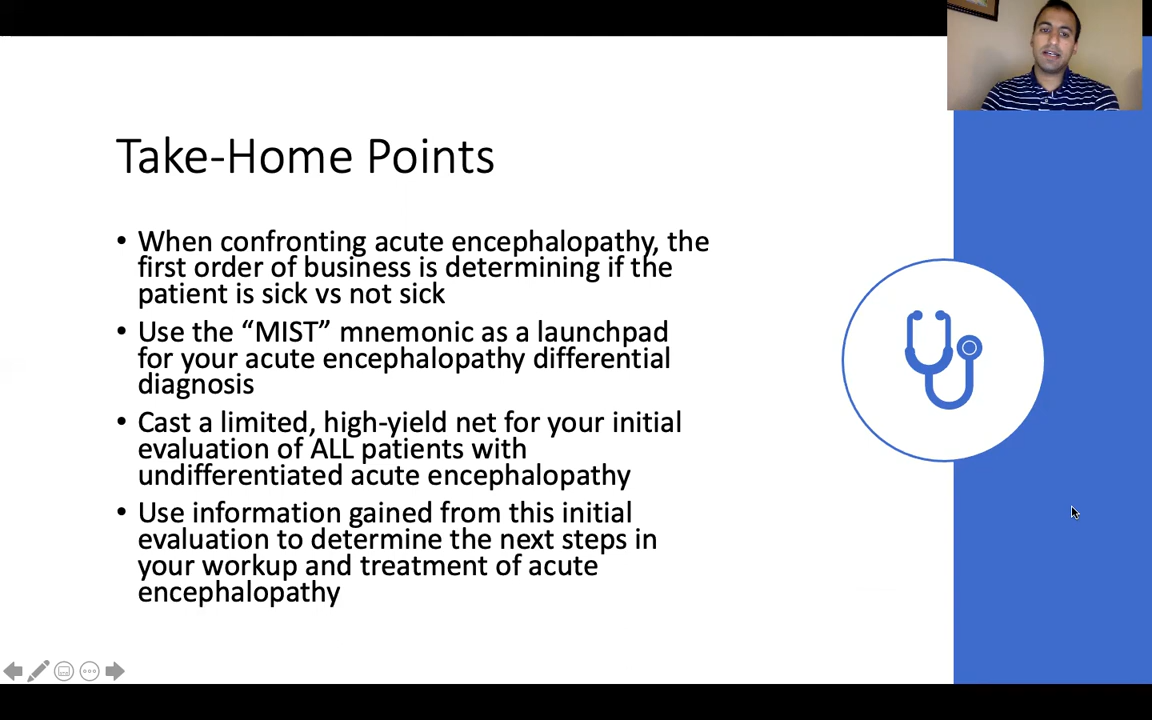 Take-Home Points
• When confronting acute encephalopathy, the
first order of business is determining if the
patient is sick vs not sick
• Use the “MIST” mnemonic as a launchpad
for your acute encephalopathy differential
diagnosis
• Cast a limited, high-yield net for your initial
evaluation of ALL patients with
undifferentiated acute encephalopathy
• Use information gained from this initial
evaluation to determine the next steps in
your workup and treatment of acute
encephalopathy